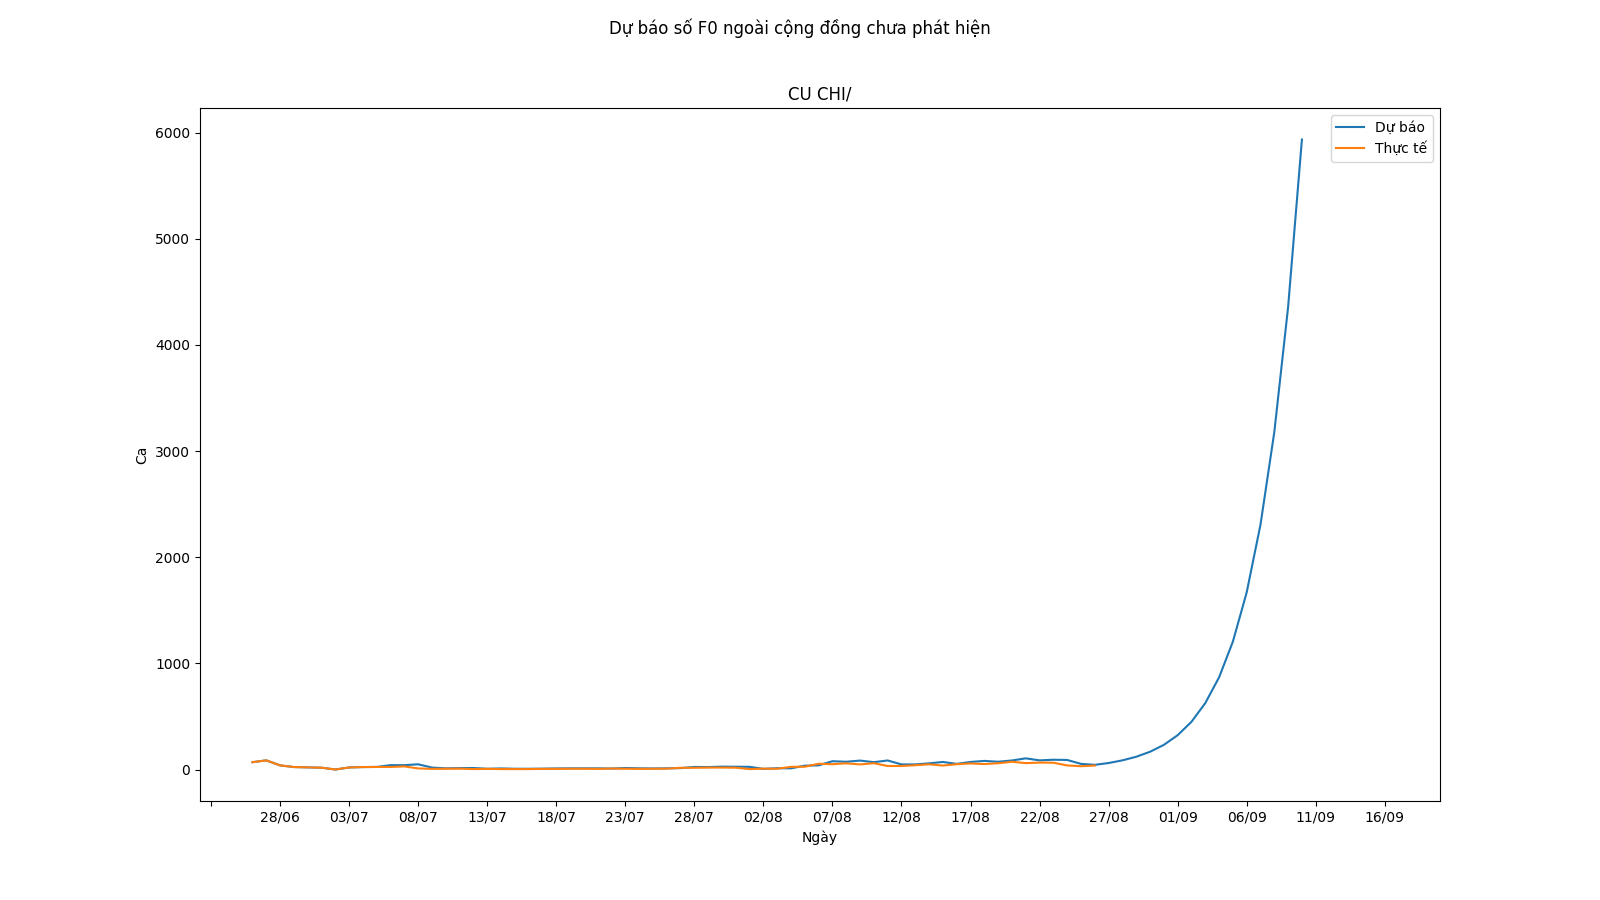 Dự báo số F0 ngoài cộng đồng chưa phát hiện
CU CHI/
Dự báo
Thực tế
6000
5000
4000
3000
2000
1000
0
Ca
28/06 03/07 08/07 13/07 18/07 23/07 28/07 02/08 07/08 12/08 17/08 22/08 27/08 01/09 06/09 11/09 16/09
Ngày